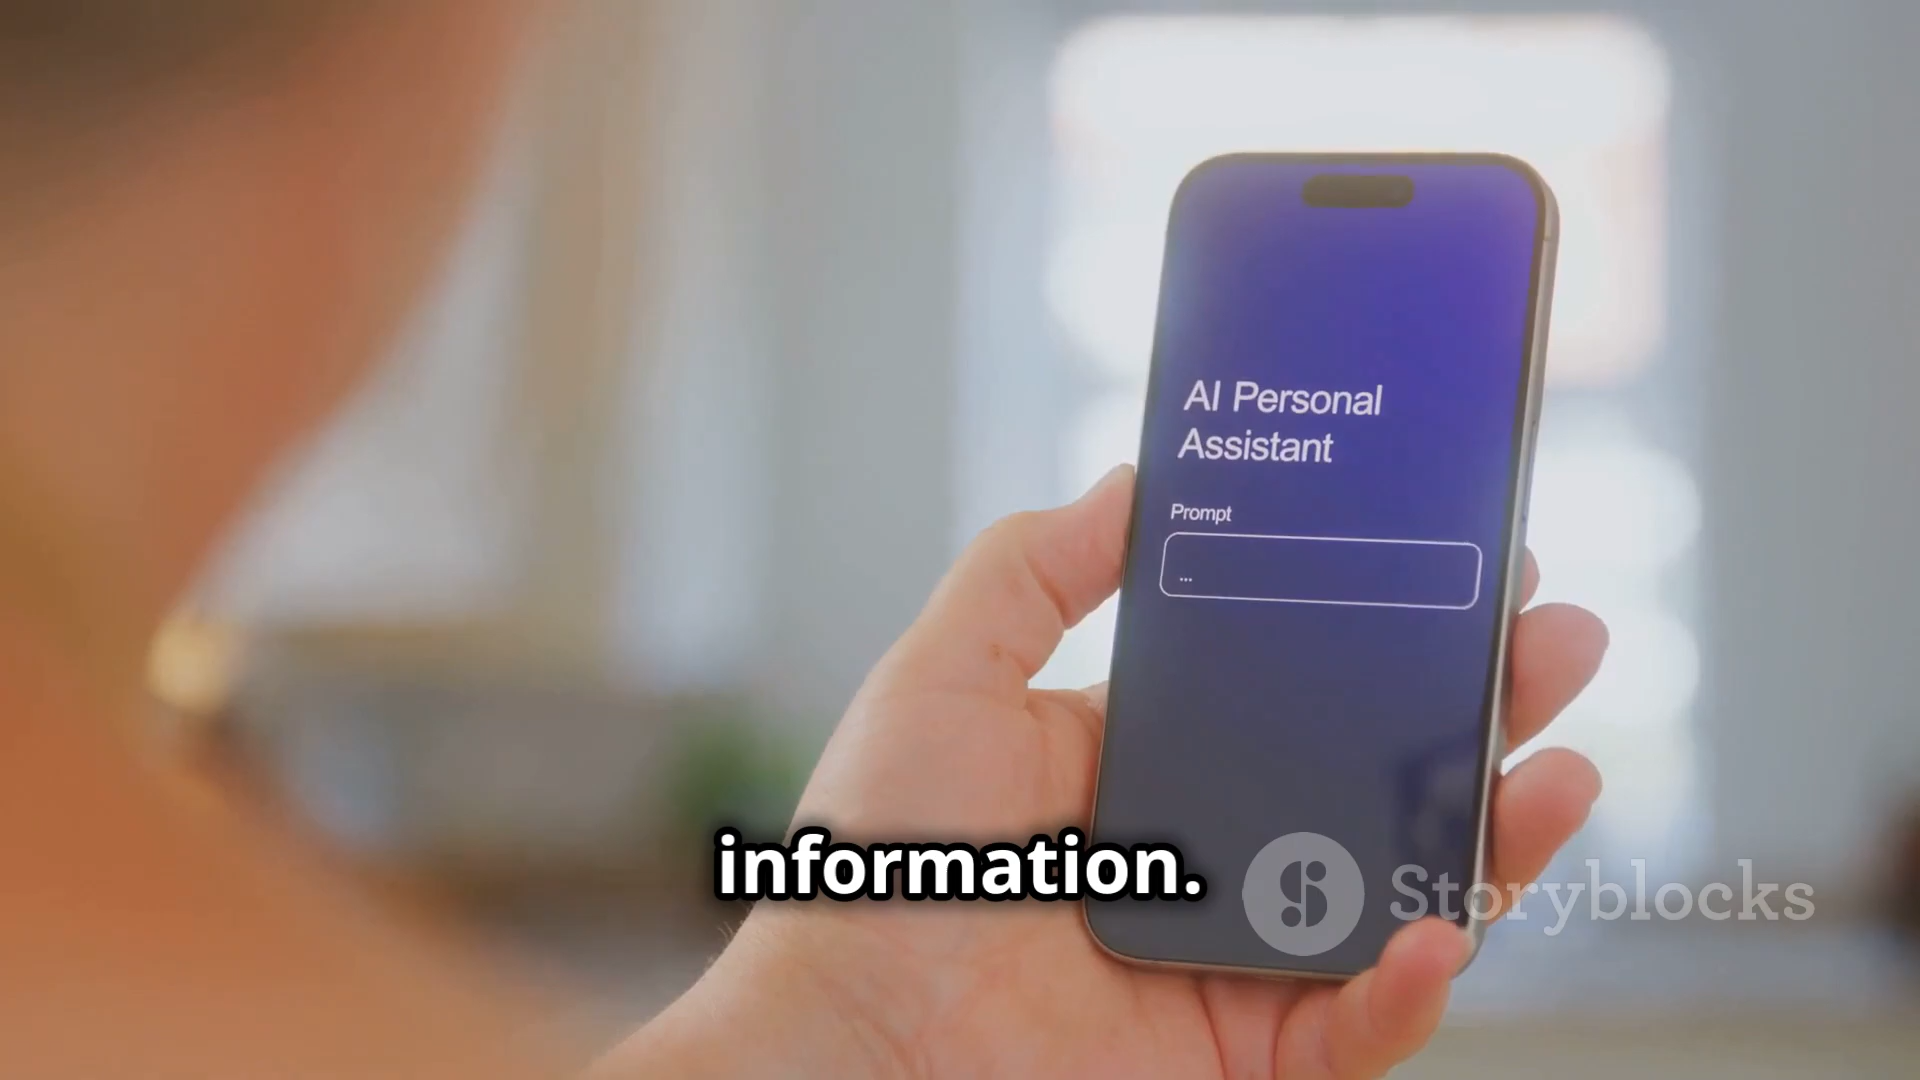 AI Personal
Assistant
Prompt
...
information.
Storyblocks